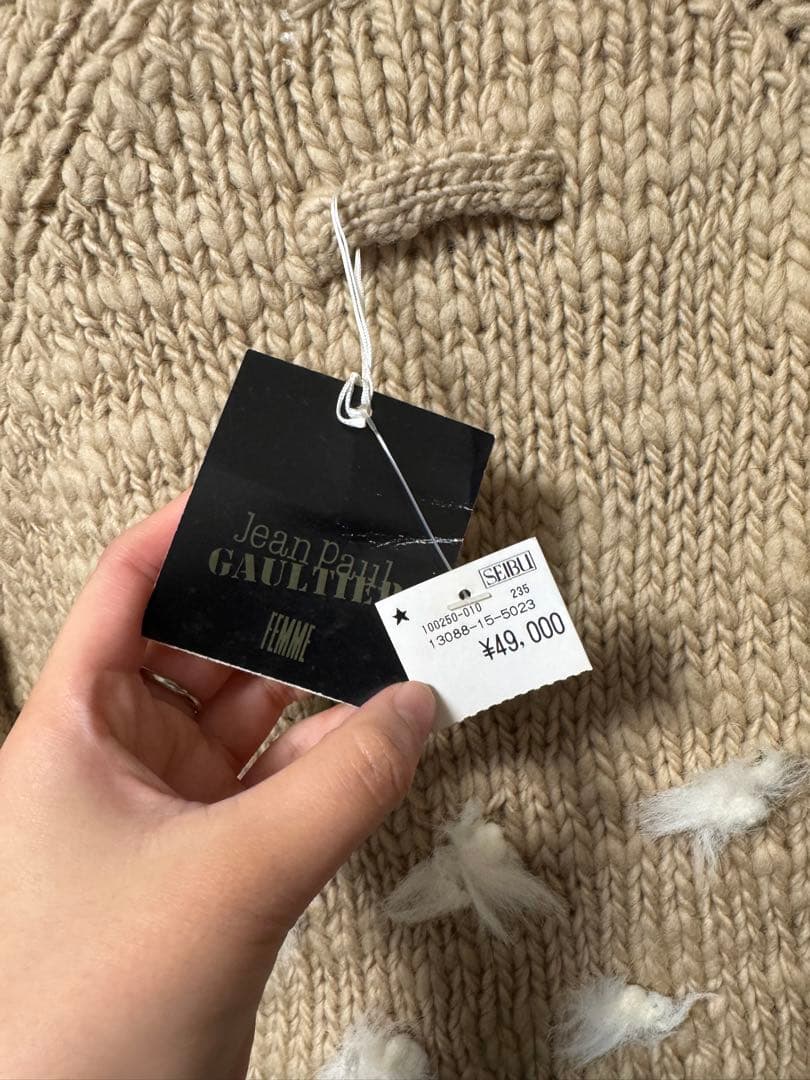 Jean Paul
GAULTIER
FEMME
SEIBU
★ 100250-010 235
13088-15-5023
¥49,000